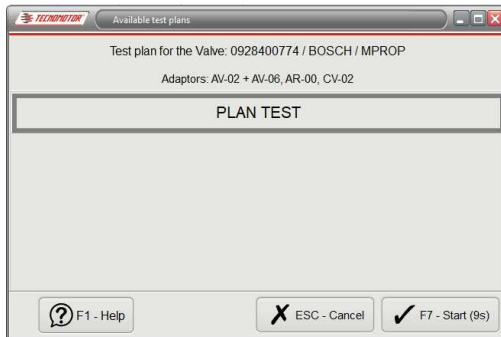 TECNOMOTOR Available test plans
Test plan for the Valve: 0928400774 / BOSCH / MPROP
Adaptors: AV-02 + AV-06, AR-00, CV-02
PLAN TEST
F1 - Help
ESC - Cancel
F7 - Start (9s)